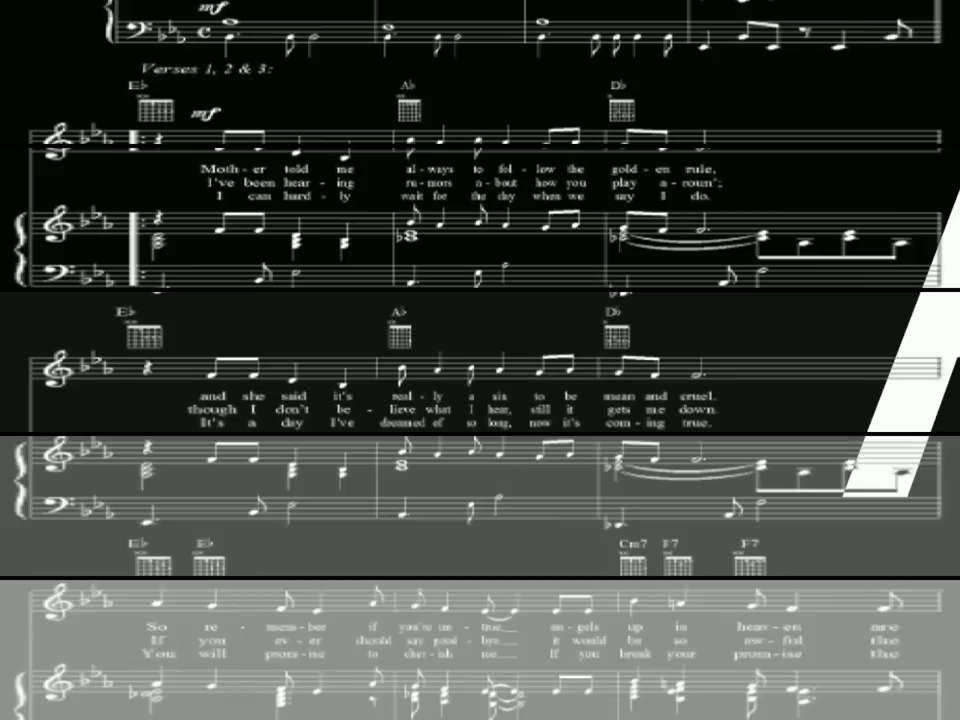 mf
Verses 1, 2 & 3:
E♭ A♭ D♭
mf
Moth - er told me al - ways to fol - low the gold - en rule,
I've been hear - ing ru - mors a - bout how you play a - roun';
I can hard - ly wait for the day when we say I do.
E♭ A♭ D♭
and she said it's real - ly a sin to be mean and cruel.
though I don't be - lieve what I hear, still it gets me down.
It's a day I've dreamed of so long, now it's com - ing true.
E♭ E♭ Cm7 F7 F7
So re - mem - ber if you're un - true, an - gels up in heav - en are
If you ev - er should say good - bye it would be so aw - ful the
You will prom - ise to cher - ish me If you break your prom - ise the